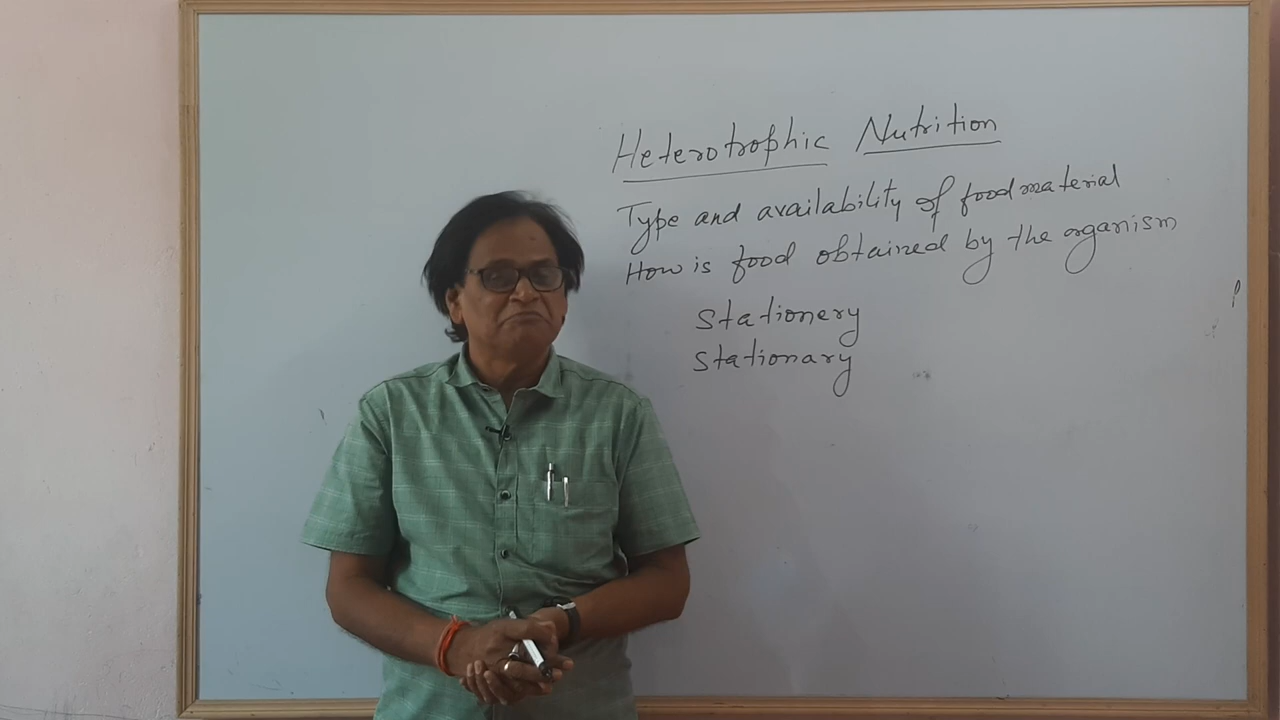 Heterotrophic Nutrition
Type and availability of food material
How is food obtained by the organism
Stationery
Stationary